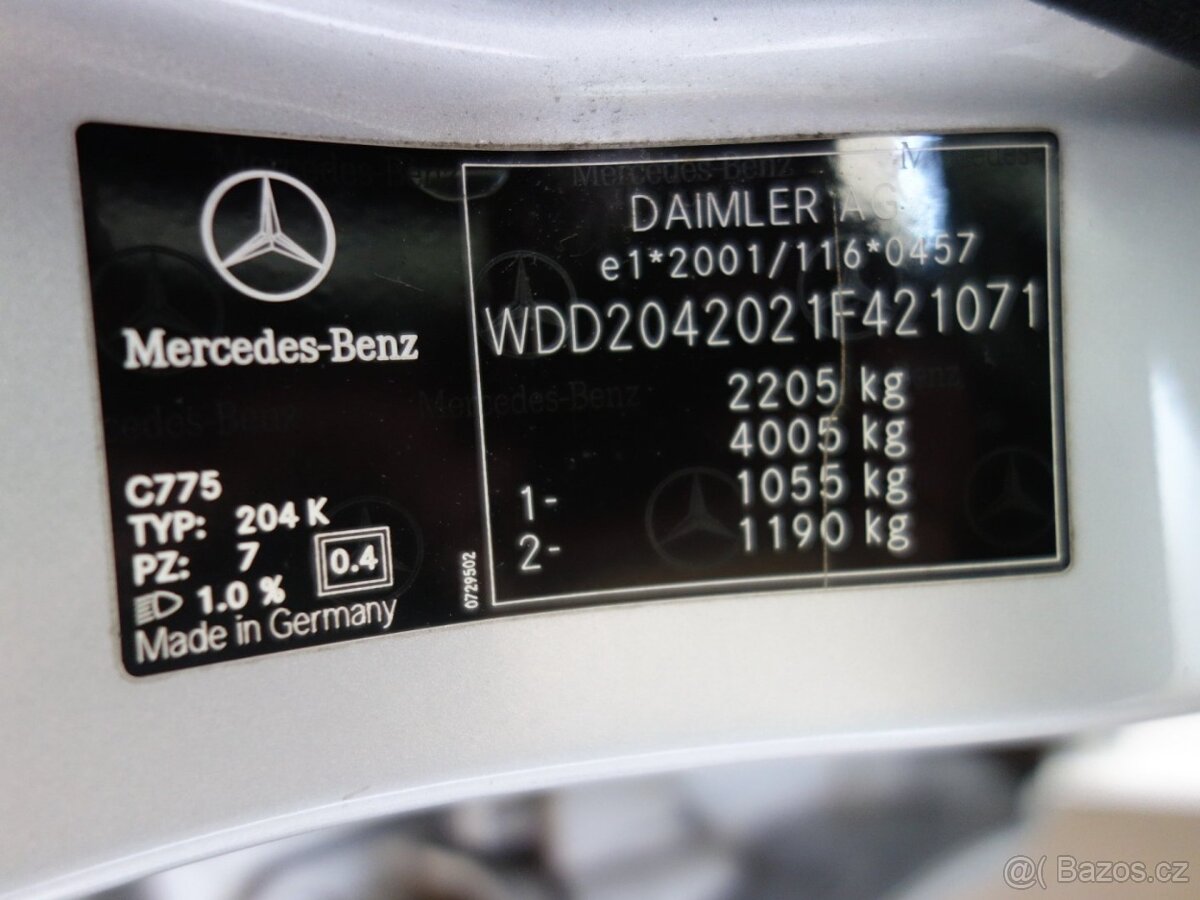 Mercedes-Benz
C775
TYP: 204 K
PZ: 7
0.4
1.0 %
Made in Germany
0729502
DAIMLER AG
e1*2001/116*0457
WDD2042021F421071
2205 kg
4005 kg
1- 1055 kg
2- 1190 kg
@( Bazos.cz